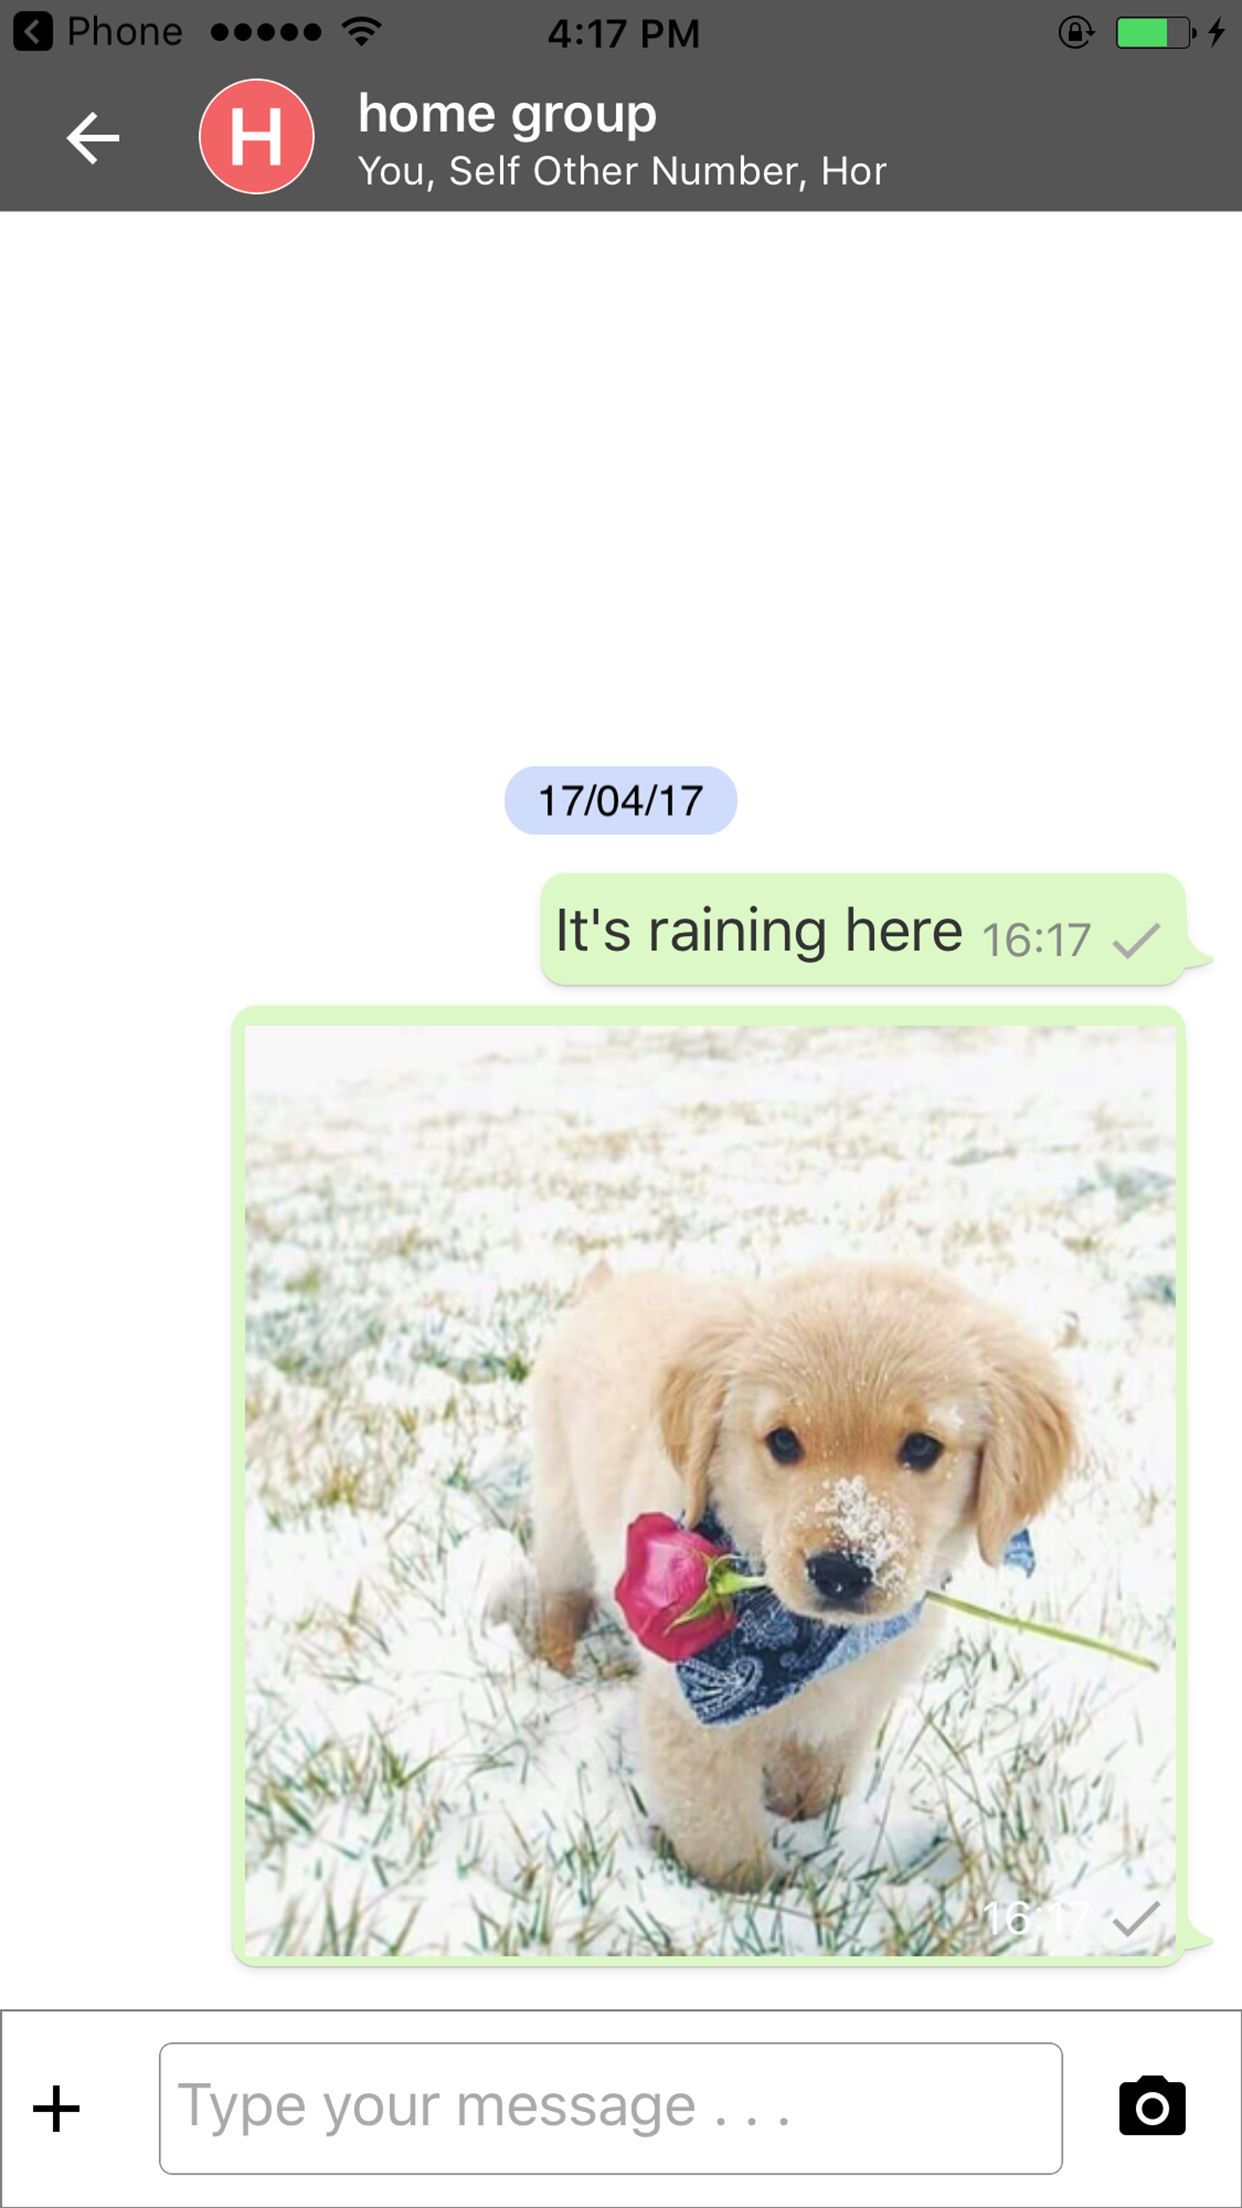 Phone 4:17 PM
H
home group
You, Self Other Number, Hor
17/04/17
It's raining here 16:17
16:17
Type your message . . .